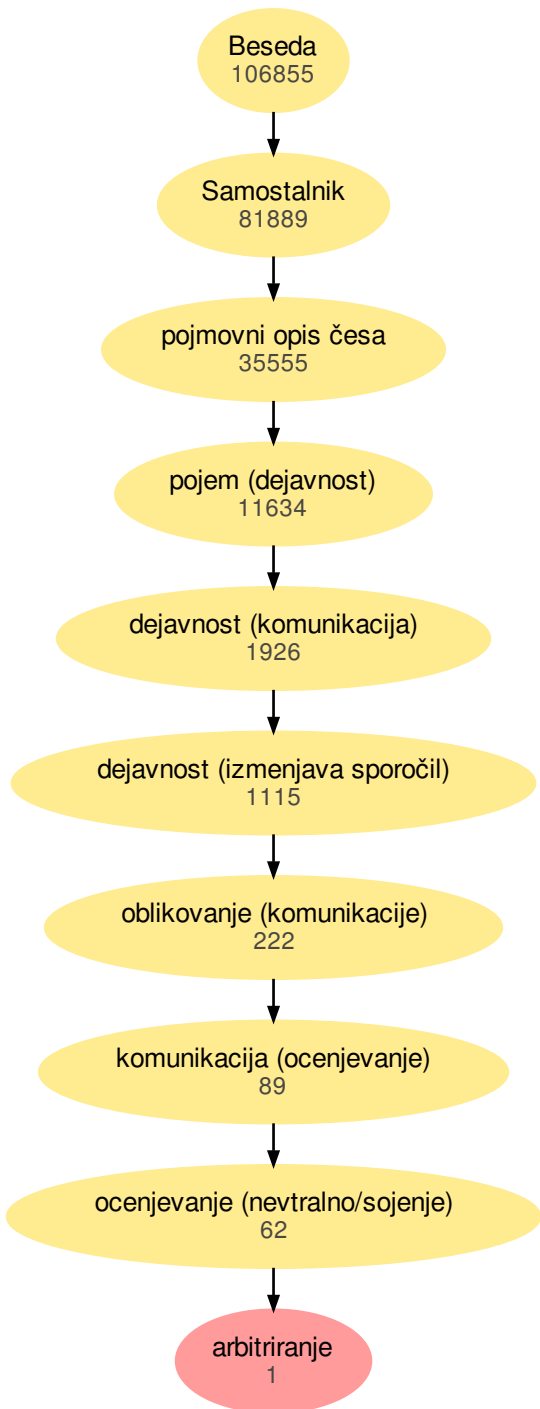 Beseda
106855
Samostalnik
81889
pojmovni opis česa
35555
pojem (dejavnost)
11634
dejavnost (komunikacija)
1926
dejavnost (izmenjava sporočil)
1115
oblikovanje (komunikacije)
222
komunikacija (ocenjevanje)
89
ocenjevanje (nevtralno/sojenje)
62
arbitriranje
1